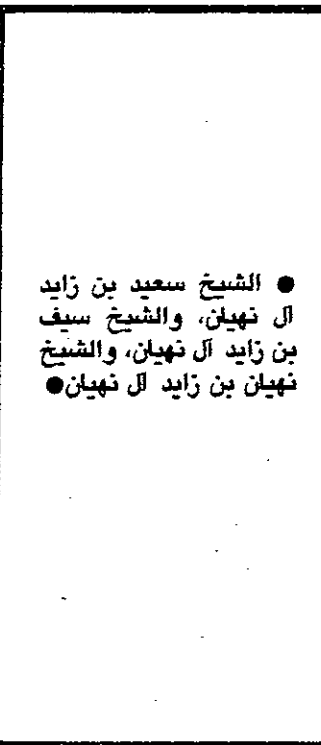 ● الشيخ سعيد بن زايد
آل نهيان، والشيخ سيف
بن زايد آل نهيان، والشيخ
نهيان بن زايد آل نهيان●